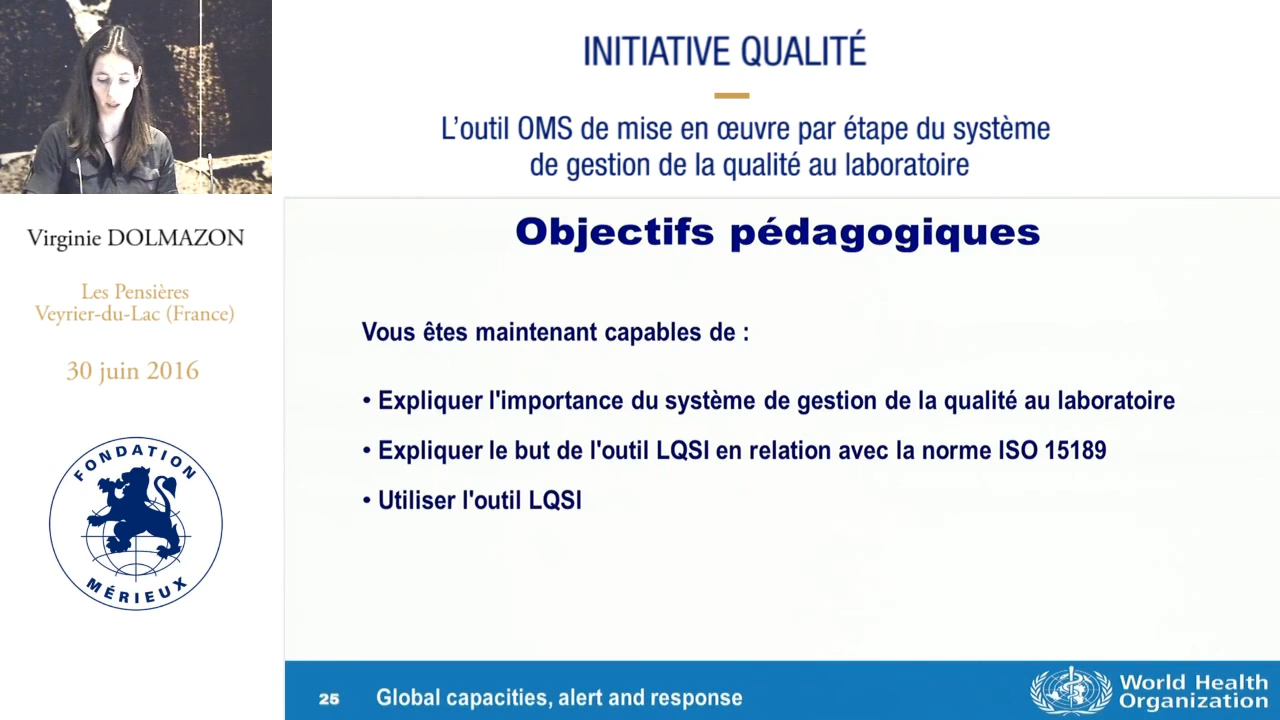 INITIATIVE QUALITÉ
L'outil OMS de mise en œuvre par étape du système
de gestion de la qualité au laboratoire
Virginie DOLMAZON
Les Pensières
Veyrier-du-Lac (France)
30 juin 2016
FONDATION
MÉRIEUX
Objectifs pédagogiques
Vous êtes maintenant capables de :
• Expliquer l'importance du système de gestion de la qualité au laboratoire
• Expliquer le but de l'outil LQSI en relation avec la norme ISO 15189
• Utiliser l'outil LQSI
25 Global capacities, alert and response
World Health
Organization